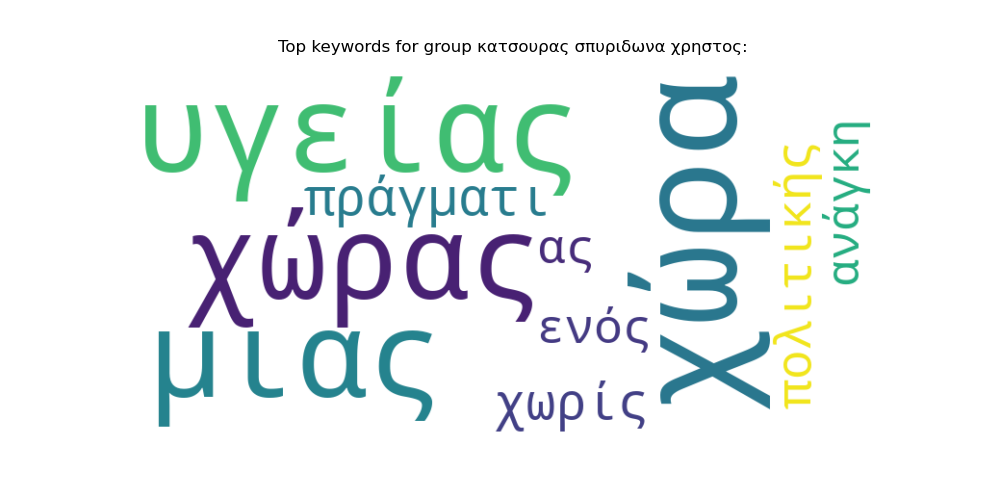 Top keywords for group κατσουρας σπυριδωνα χρηστος:
υγείας
πράγματι
χώρας
ας
μιας
ενός
χωρίς
χώρα
πολιτικής
ανάγκη